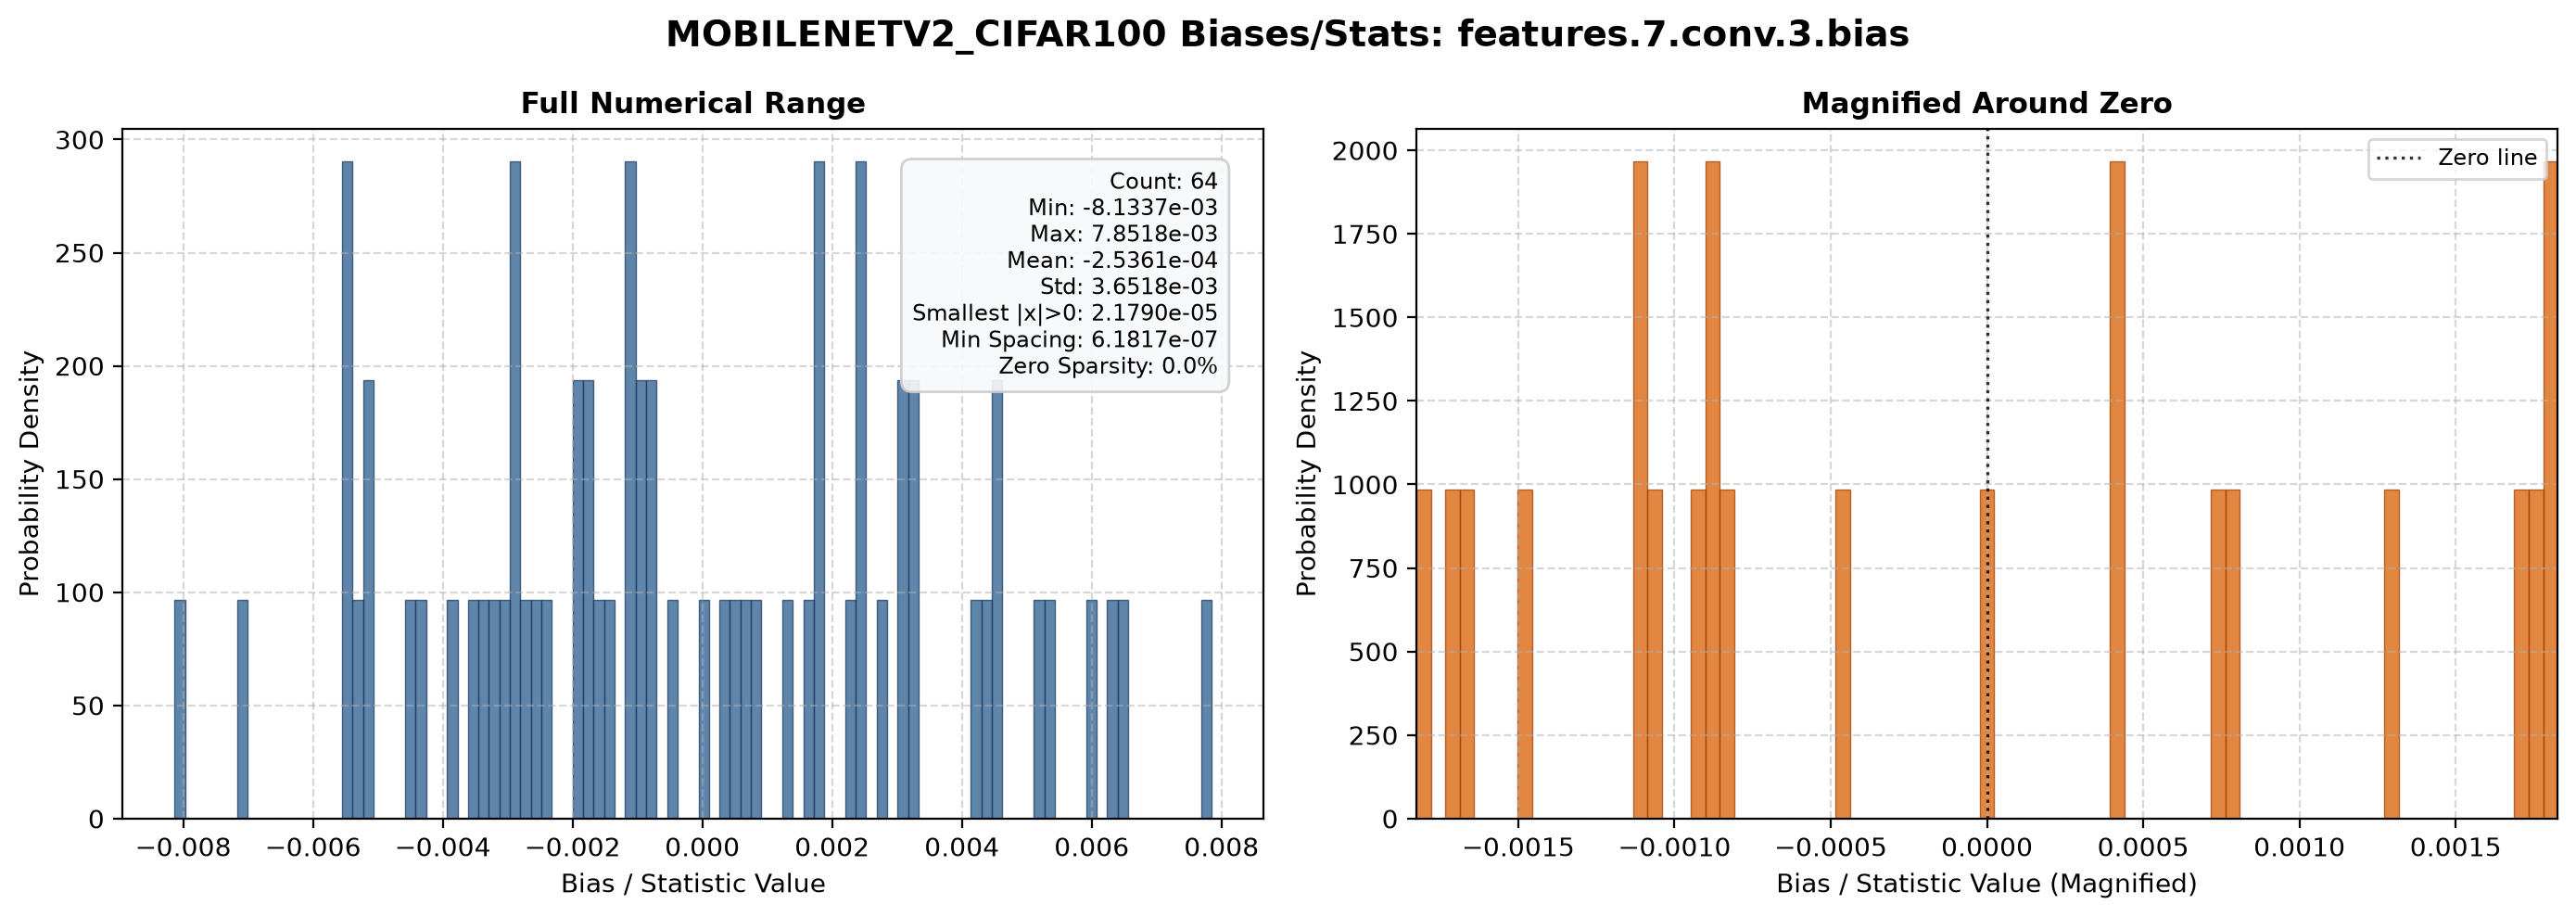 MOBILENETV2_CIFAR100 Biases/Stats: features.7.conv.3.bias
Full Numerical Range
300
250
200
150
100
50
0
Probability Density
Count: 64
Min: -8.1337e-03
Max: 7.8518e-03
Mean: -2.5361e-04
Std: 3.6518e-03
Smallest |x|>0: 2.1790e-05
Min Spacing: 6.1817e-07
Zero Sparsity: 0.0%
−0.008 −0.006 −0.004 −0.002 0.000 0.002 0.004 0.006 0.008
Bias / Statistic Value
Magnified Around Zero
2000
1750
1500
1250
1000
750
500
250
0
Probability Density
Zero line
−0.0015 −0.0010 −0.0005 0.0000 0.0005 0.0010 0.0015
Bias / Statistic Value (Magnified)